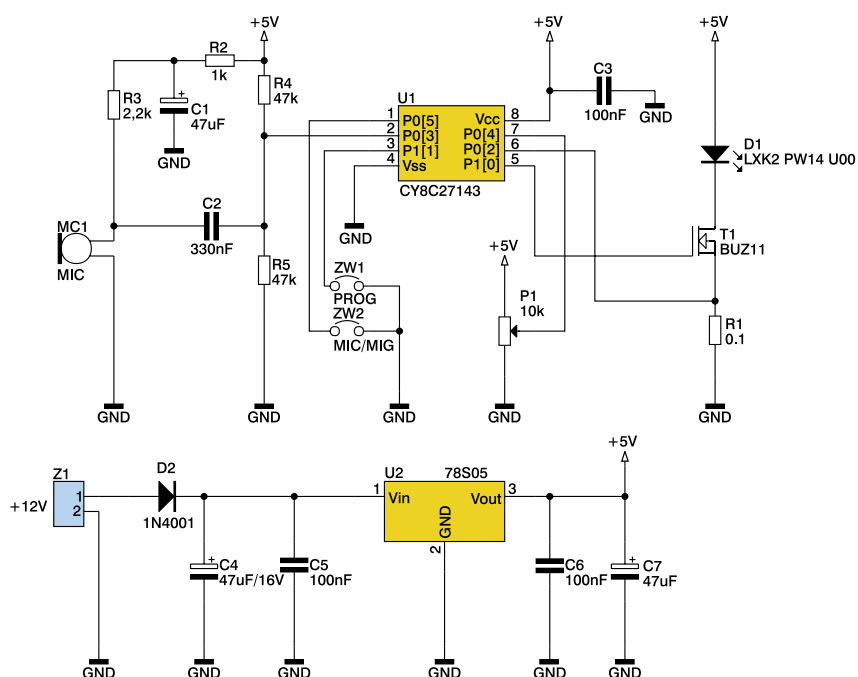 +5V
+5V
+5V
R2
1k
R3
2,2k
C1
47uF
GND
R4
47k
U1
1 P0[5]
2 P0[3]
3 P1[1]
4 Vss
Vcc 8
P0[4] 7
P0[2] 6
P1[0] 5
CY8C27143
C3
100nF
GND
D1
LXK2 PW14 U00
MC1
MIC
C2
330nF
GND
R5
47k
ZW1
PROG
ZW2
MIC/MIG
+5V
P1
10k
T1
BUZ11
R1
0.1
GND
GND
GND
GND
GND
Z1
+12V
1
2
D2
1N4001
U2
78S05
1 Vin
Vout 3
GND
2
+5V
C4
47uF/16V
C5
100nF
C6
100nF
C7
47uF
GND
GND
GND
GND
GND
GND